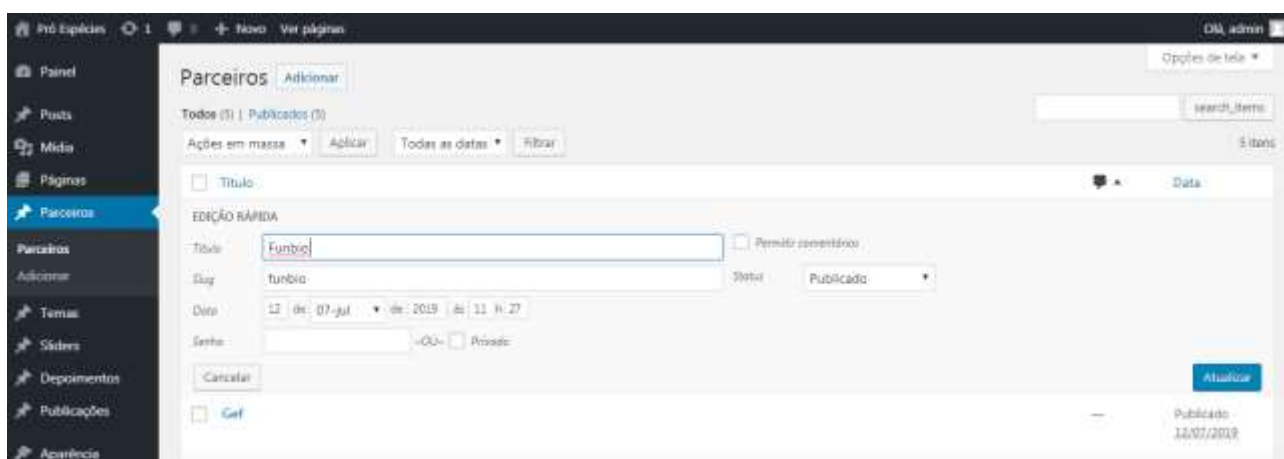 Pró Espécies 1 Novo Ver páginas Olá, admin
Opções de tela
Painel
Posts
Mídia
Páginas
Parceiros
Parceiros
Adicionar
Temas
Sliders
Depoimentos
Publicações
Aparência
Parceiros Adicionar
Todos (5) | Publicados (5)
search_items
Ações em massa Aplicar Todas as datas Filtrar 5 itens
Título Data
EDIÇÃO RÁPIDA
Título Funbio Permitir comentários
Slug funbio Status Publicado
Data 12 de 07-jul de 2019 às 11 h 27
Senha –OU– Privado
Cancelar Atualizar
Gef — Publicado
12/07/2019